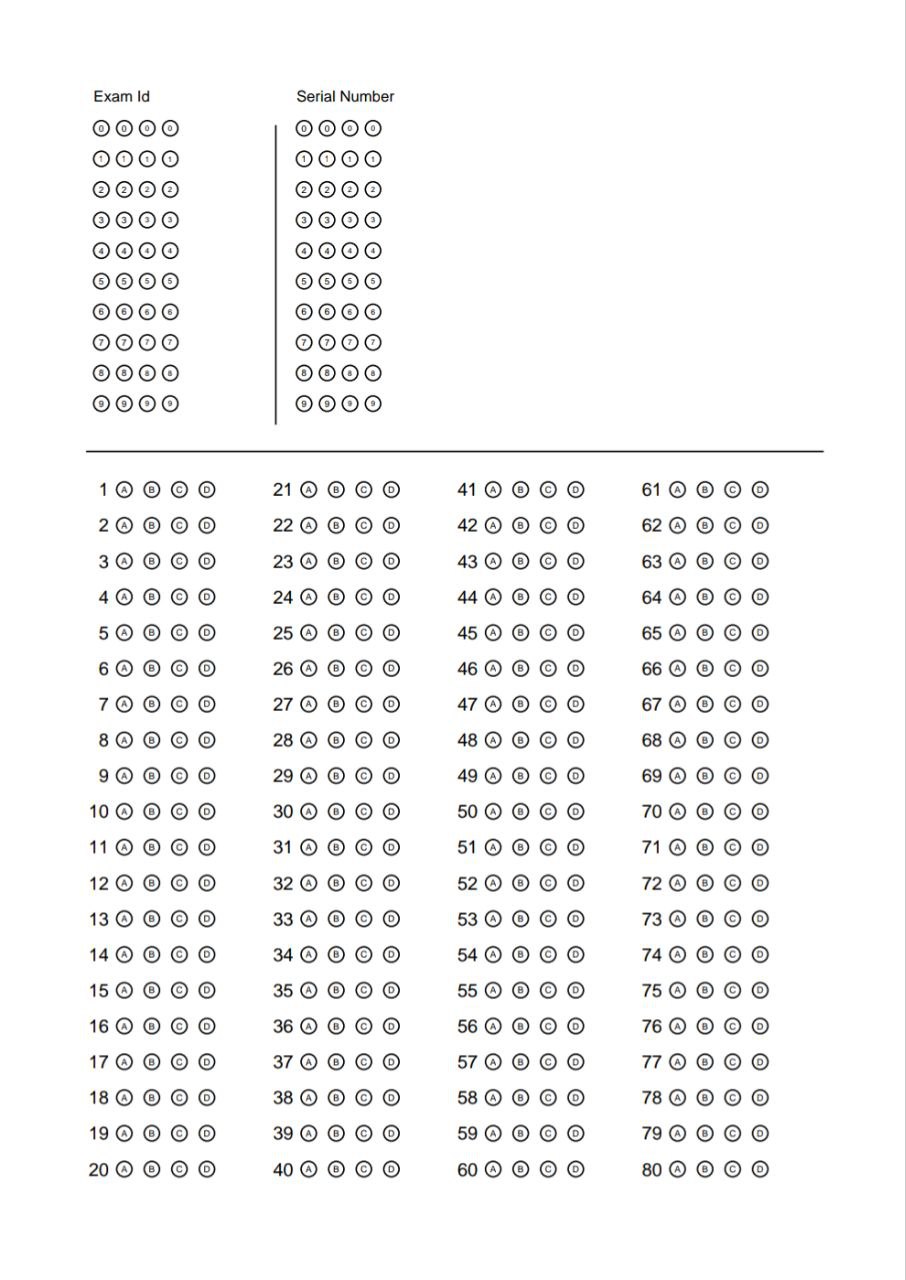 Exam Id Serial Number
0 0 0 0 0 0 0 0
1 1 1 1 1 1 1 1
2 2 2 2 2 2 2 2
3 3 3 3 3 3 3 3
4 4 4 4 4 4 4 4
5 5 5 5 5 5 5 5
6 6 6 6 6 6 6 6
7 7 7 7 7 7 7 7
8 8 8 8 8 8 8 8
9 9 9 9 9 9 9 9
1 A B C D 21 A B C D 41 A B C D 61 A B C D
2 A B C D 22 A B C D 42 A B C D 62 A B C D
3 A B C D 23 A B C D 43 A B C D 63 A B C D
4 A B C D 24 A B C D 44 A B C D 64 A B C D
5 A B C D 25 A B C D 45 A B C D 65 A B C D
6 A B C D 26 A B C D 46 A B C D 66 A B C D
7 A B C D 27 A B C D 47 A B C D 67 A B C D
8 A B C D 28 A B C D 48 A B C D 68 A B C D
9 A B C D 29 A B C D 49 A B C D 69 A B C D
10 A B C D 30 A B C D 50 A B C D 70 A B C D
11 A B C D 31 A B C D 51 A B C D 71 A B C D
12 A B C D 32 A B C D 52 A B C D 72 A B C D
13 A B C D 33 A B C D 53 A B C D 73 A B C D
14 A B C D 34 A B C D 54 A B C D 74 A B C D
15 A B C D 35 A B C D 55 A B C D 75 A B C D
16 A B C D 36 A B C D 56 A B C D 76 A B C D
17 A B C D 37 A B C D 57 A B C D 77 A B C D
18 A B C D 38 A B C D 58 A B C D 78 A B C D
19 A B C D 39 A B C D 59 A B C D 79 A B C D
20 A B C D 40 A B C D 60 A B C D 80 A B C D